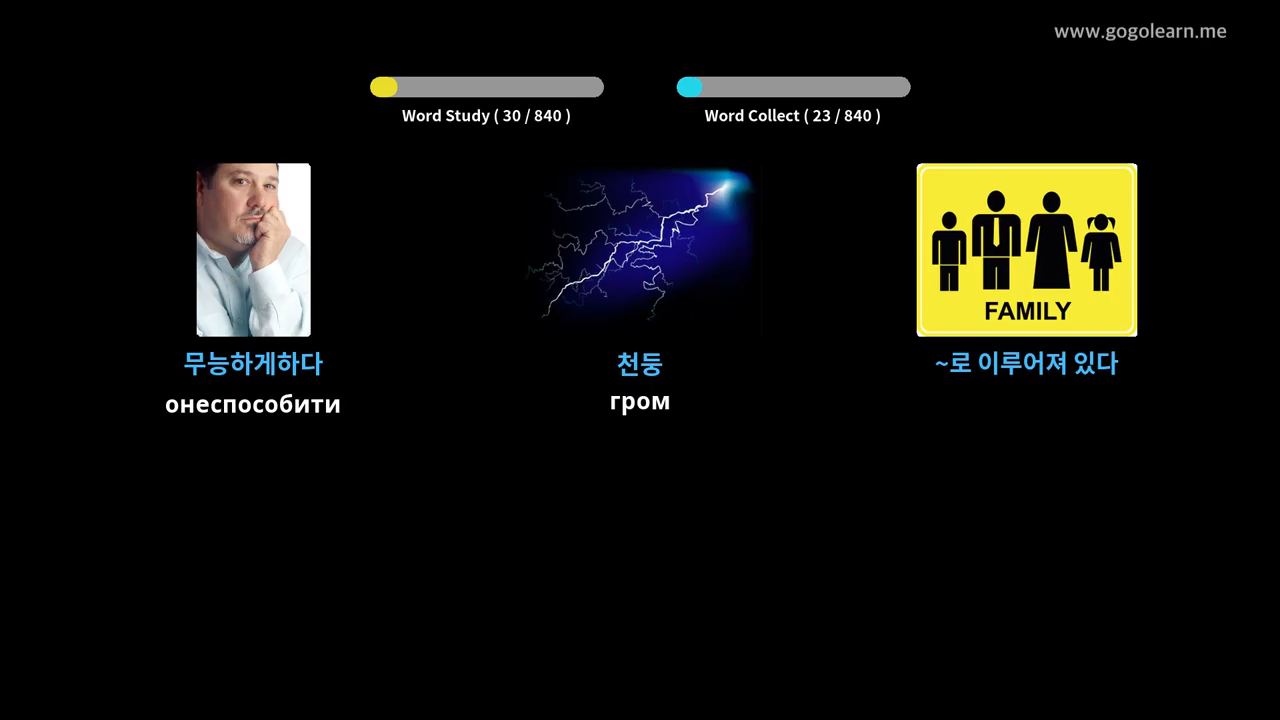 www.gogolearn.me
Word Study ( 30 / 840 )
Word Collect ( 23 / 840 )
FAMILY
무능하게하다
천둥
~로 이루어져 있다
онеспособити
гром